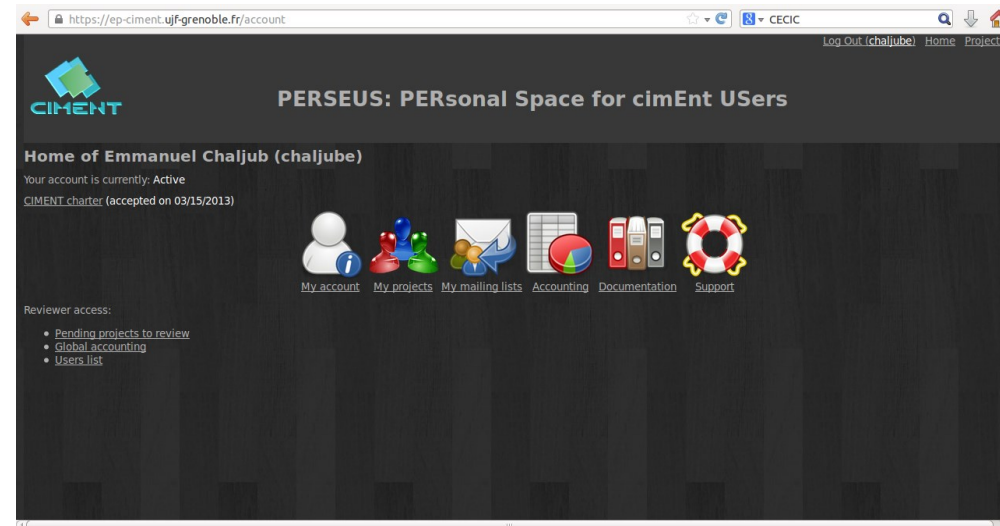 https://ep-ciment.ujf-grenoble.fr/account
CECIC
Log Out (chaljube) Home Project
CIMENT
PERSEUS: PERsonal Space for cimEnt USers
Home of Emmanuel Chaljub (chaljube)
Your account is currently: Active
CIMENT charter (accepted on 03/15/2013)
My account My projects My mailing lists Accounting Documentation Support
Reviewer access:
Pending projects to review
Global accounting
Users list